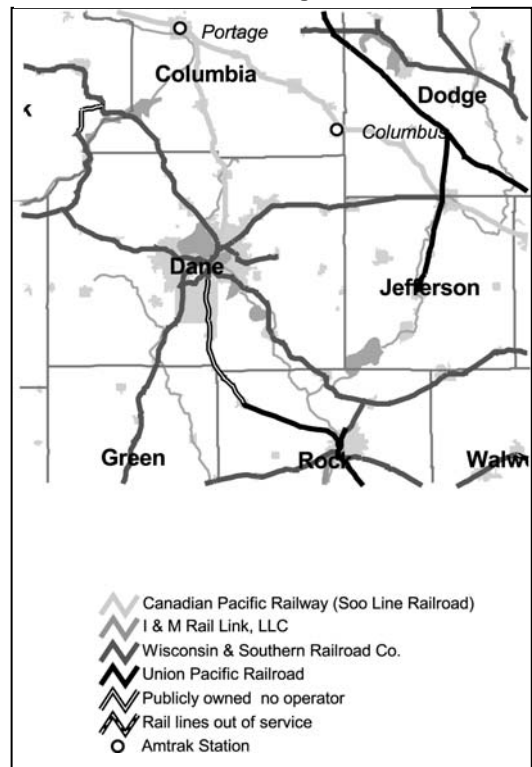 Portage
Columbia
Dodge
k
Columbus
Dane
Jefferson
Green
Rock
Walw
Canadian Pacific Railway (Soo Line Railroad)
I & M Rail Link, LLC
Wisconsin & Southern Railroad Co.
Union Pacific Railroad
Publicly owned no operator
Rail lines out of service
Amtrak Station